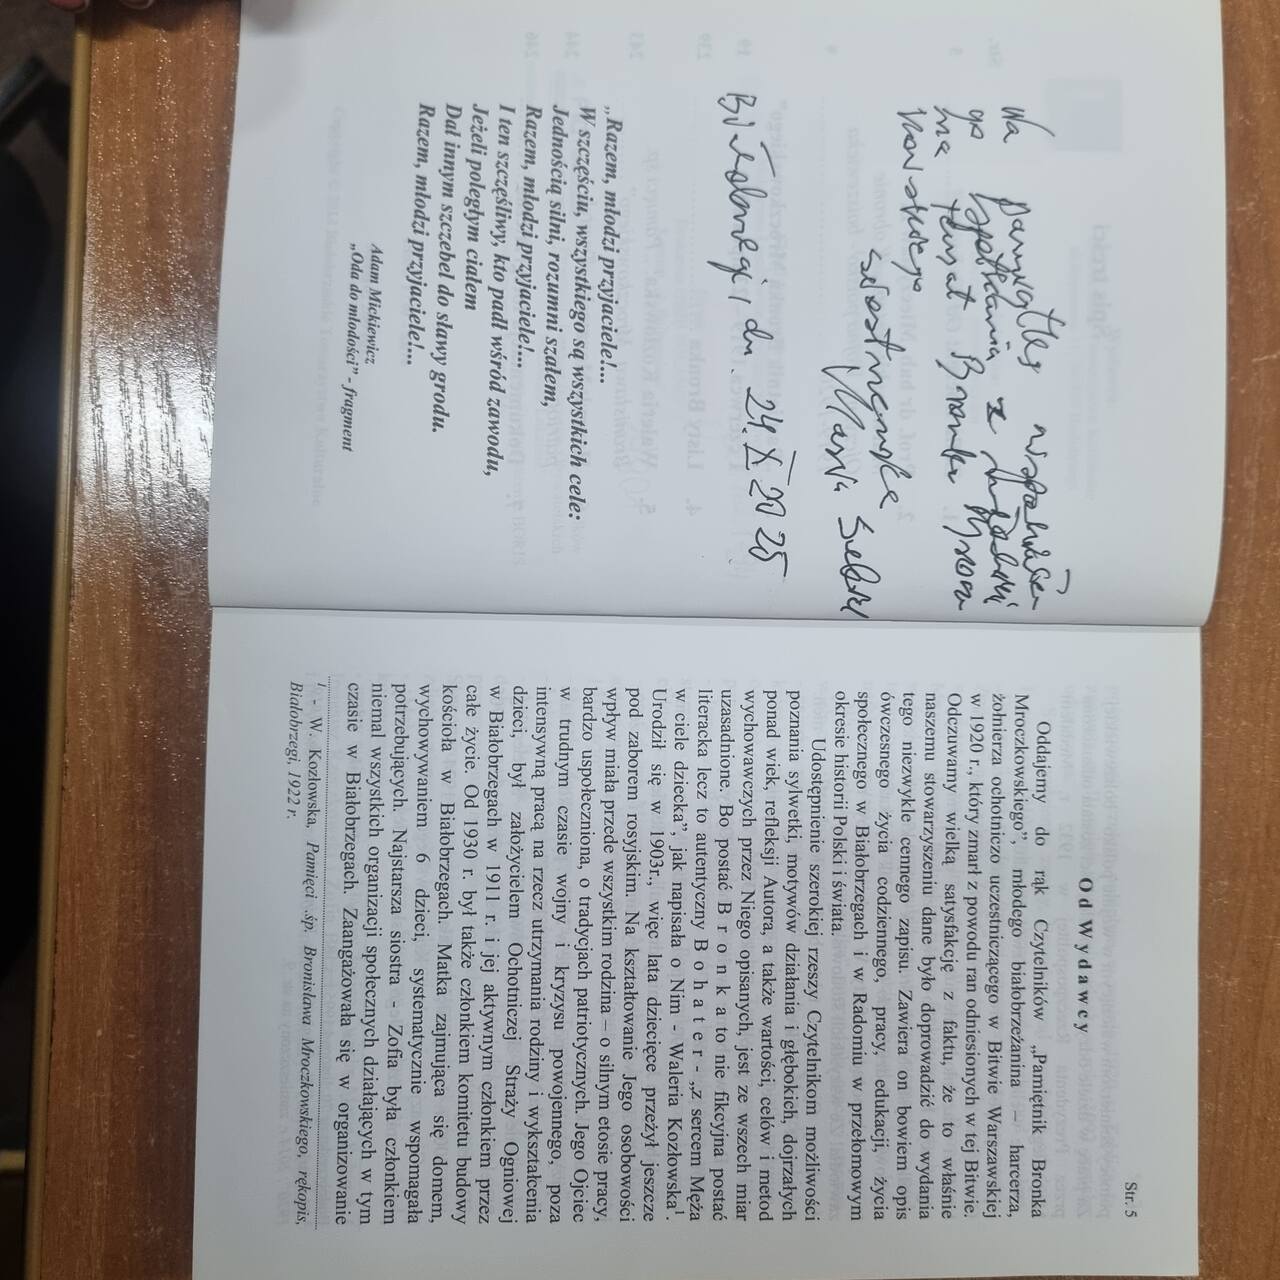 Na pamiątkę wspaniałe
go spotkania z młodzieżą
na temat Bronka Mrocz
kowskiego
Maria
Białobrzegi, dn. 24. X 2025
„Razem, młodzi przyjaciele!...
W szczęściu, wszystkiego są wszystkich cele:
Jednością silni, rozumni szałem,
Razem, młodzi przyjaciele!...
I ten szczęśliwy, kto padł wśród zawodu,
Jeżeli poległym ciałem
Dał innym szczebel do sławy grodu.
Razem, młodzi przyjaciele!...
Adam Mickiewicz
„Oda do młodości” - fragment
Str. 5
Od Wydawcy
Oddajemy do rąk Czytelników „Pamiętnik Bronka
Mroczkowskiego”, młodego białobrzeżanina – harcerza,
żołnierza ochotniczo uczestniczącego w Bitwie Warszawskiej
w 1920 r., który zmarł z powodu ran odniesionych w tej Bitwie.
Odczuwamy wielką satysfakcję z faktu, że to właśnie
naszemu stowarzyszeniu dane było doprowadzić do wydania
tego niezwykle cennego zapisu. Zawiera on bowiem opis
ówczesnego życia codziennego, pracy, edukacji, życia
społecznego w Białobrzegach i w Radomiu w przełomowym
okresie historii Polski i świata.
Udostępnienie szerokiej rzeszy Czytelnikom możliwości
poznania sylwetki, motywów działania i głębokich, dojrzałych
ponad wiek, refleksji Autora, a także wartości, celów i metod
wychowawczych przez Niego opisanych, jest ze wszech miar
uzasadnione. Bo postać B r o n k a to nie fikcyjna postać
literacka lecz to autentyczny B o h a t e r - „z sercem Męża
w ciele dziecka”, jak napisała o Nim - Waleria Kozłowska¹.
Urodził się w 1903r., więc lata dziecięce przeżył jeszcze
pod zaborem rosyjskim. Na kształtowanie Jego osobowości
wpływ miała przede wszystkim rodzina – o silnym etosie pracy,
bardzo uspołeczniona, o tradycjach patriotycznych. Jego Ojciec
w trudnym czasie wojny i kryzysu powojennego, poza
intensywną pracą na rzecz utrzymania rodziny i wykształcenia
dzieci, był założycielem Ochotniczej Straży Ogniowej
w Białobrzegach w 1911 r. i jej aktywnym członkiem przez
całe życie. Od 1930 r. był także członkiem komitetu budowy
kościoła w Białobrzegach. Matka zajmująca się domem,
wychowywaniem 6 dzieci, systematycznie wspomagała
potrzebujących. Najstarsza siostra - Zofia była członkiem
niemal wszystkich organizacji społecznych działających w tym
czasie w Białobrzegach. Zaangażowała się w organizowanie
¹ - W. Kozłowska, Pamięci śp. Bronisława Mroczkowskiego, rękopis,
Białobrzegi, 1922 r.